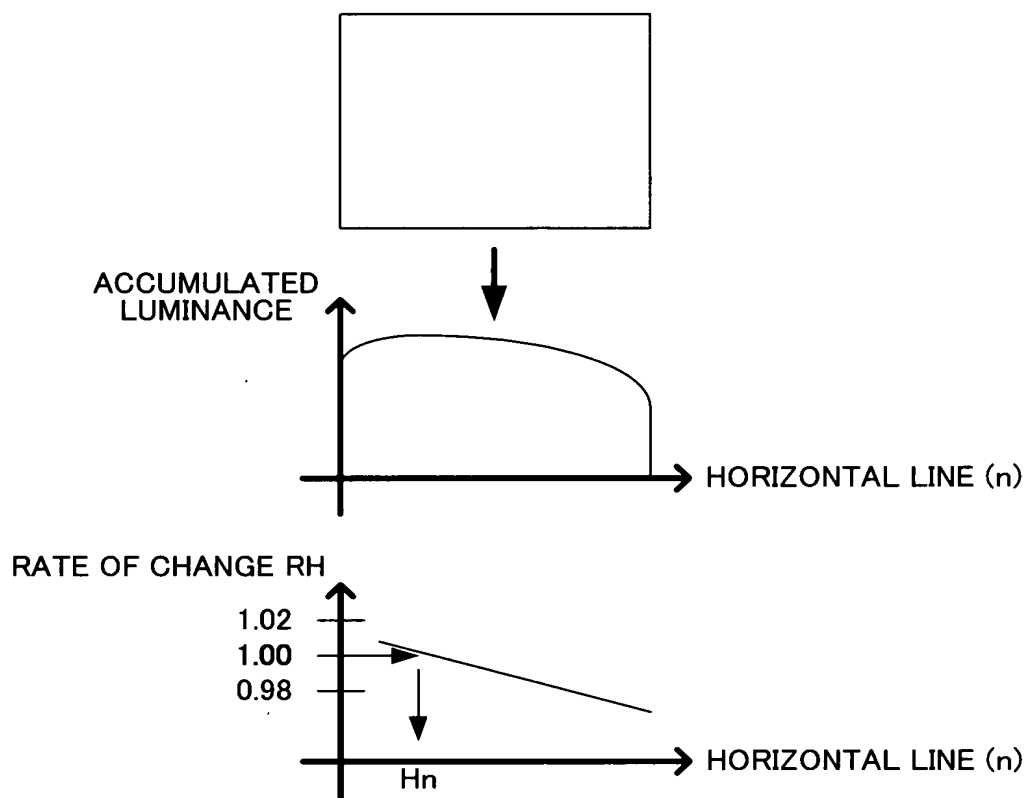 ACCUMULATED
LUMINANCE
HORIZONTAL LINE (n)
RATE OF CHANGE RH
1.02
1.00
0.98
HORIZONTAL LINE (n)
Hn